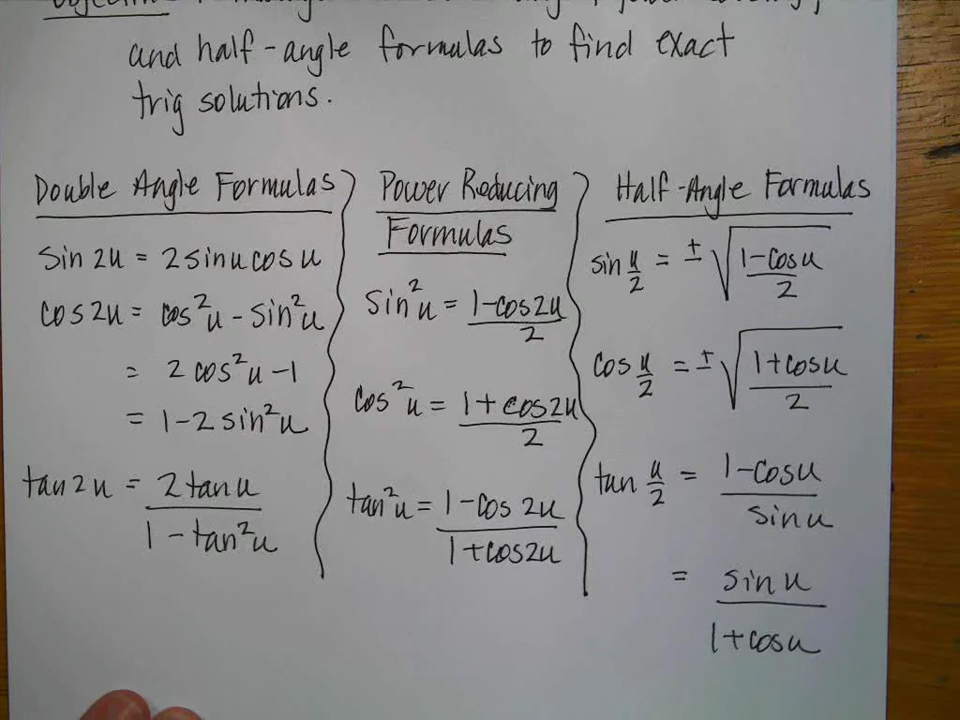 and half-angle formulas to find exact
trig solutions.
Double Angle Formulas
sin 2u = 2 sin u cos u
cos 2u = cos²u - sin²u
= 2 cos²u - 1
= 1 - 2 sin²u
tan 2u = 2 tan u / 1 - tan²u
Power Reducing
Formulas
sin²u = 1 - cos 2u / 2
cos²u = 1 + cos 2u / 2
tan²u = 1 - cos 2u / 1 + cos 2u
Half-Angle Formulas
sin u/2 = ± √(1 - cos u / 2)
cos u/2 = ± √(1 + cos u / 2)
tan u/2 = 1 - cos u / sin u
= sin u / 1 + cos u